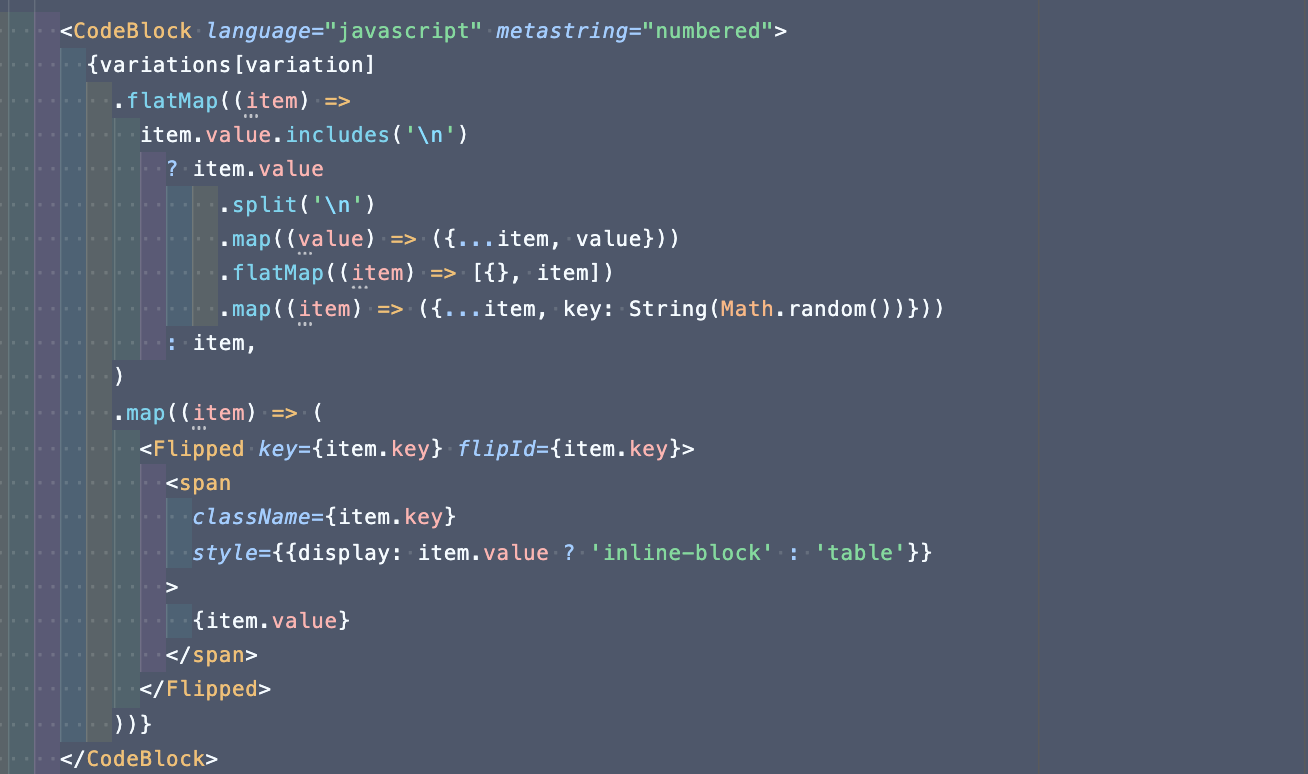 <CodeBlock language="javascript" metastring="numbered">
{variations[variation]
.flatMap((item) =>
item.value.includes('\n')
? item.value
.split('\n')
.map((value) => ({...item, value}))
.flatMap((item) => [{}, item])
.map((item) => ({...item, key: String(Math.random())}))
: item,
)
.map((item) => (
<Flipped key={item.key} flipId={item.key}>
<span
className={item.key}
style={{display: item.value ? 'inline-block' : 'table'}}
>
{item.value}
</span>
</Flipped>
))}
</CodeBlock>